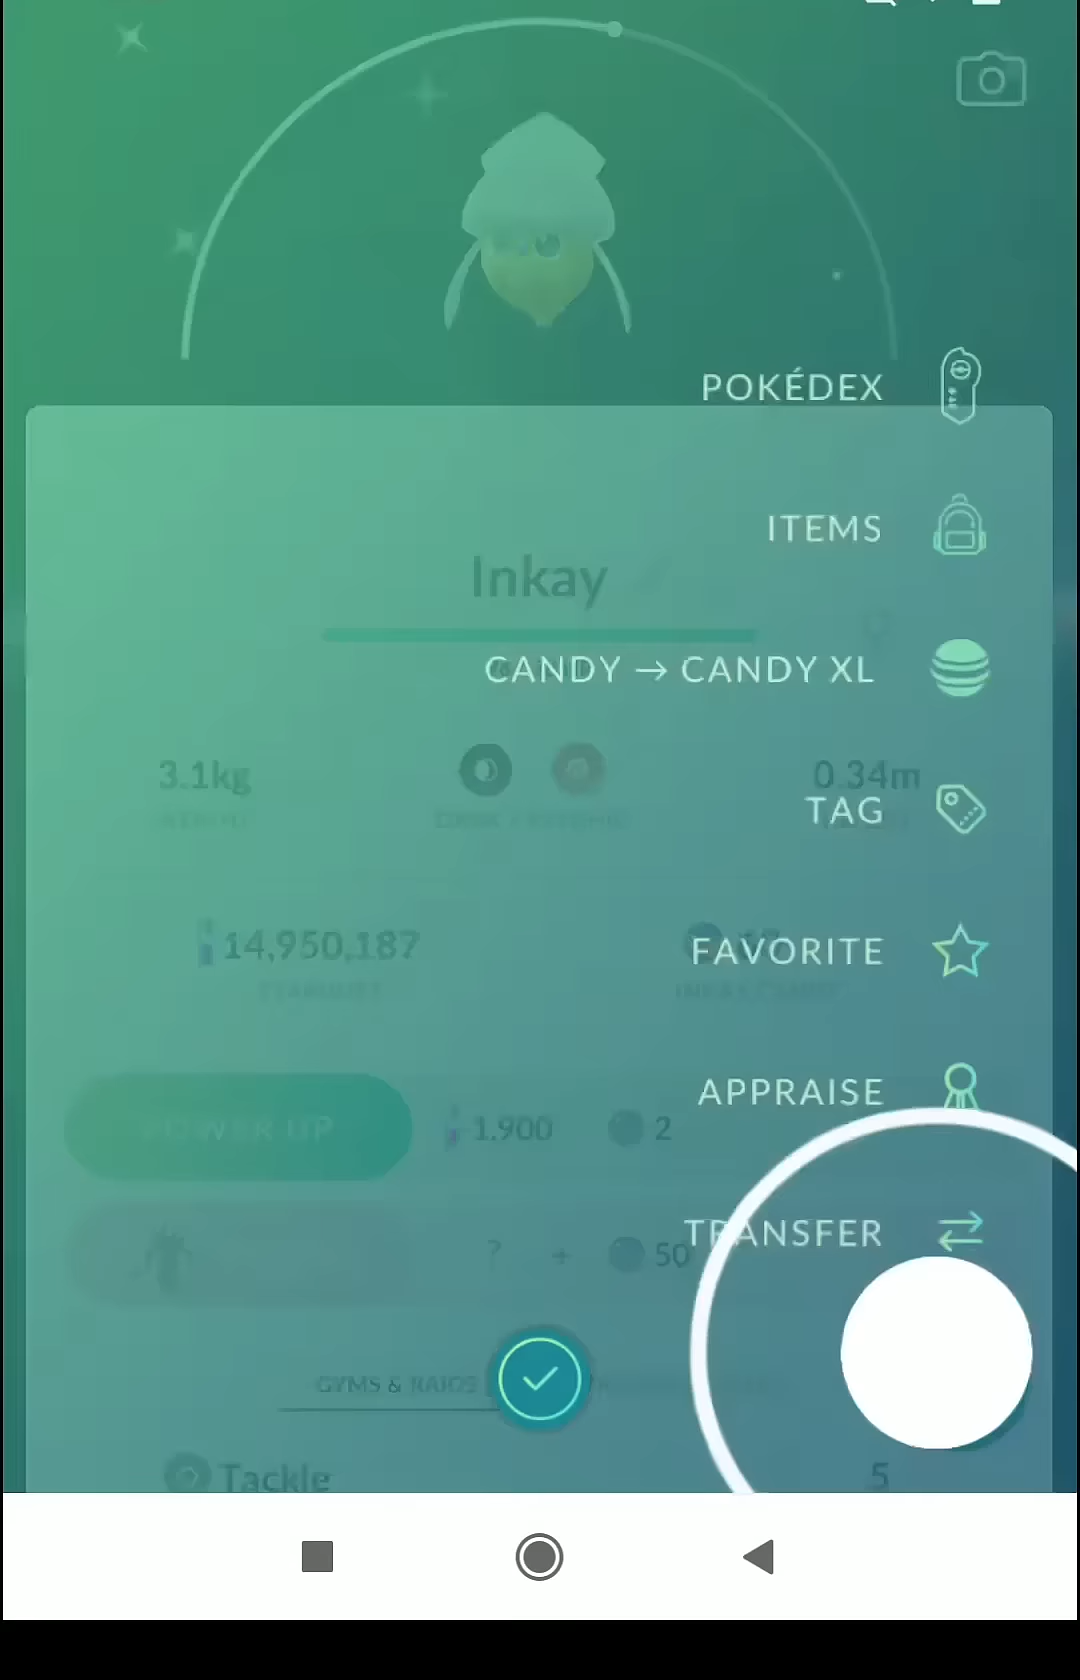 POKÉDEX
ITEMS
Inkay
CANDY → CANDY XL
3.1kg
0.34m
TAG
14,950,187
FAVORITE
APPRAISE
POWER UP 1,900 2
TRANSFER
? + 50
GYMS & RAIDS
Tackle 5